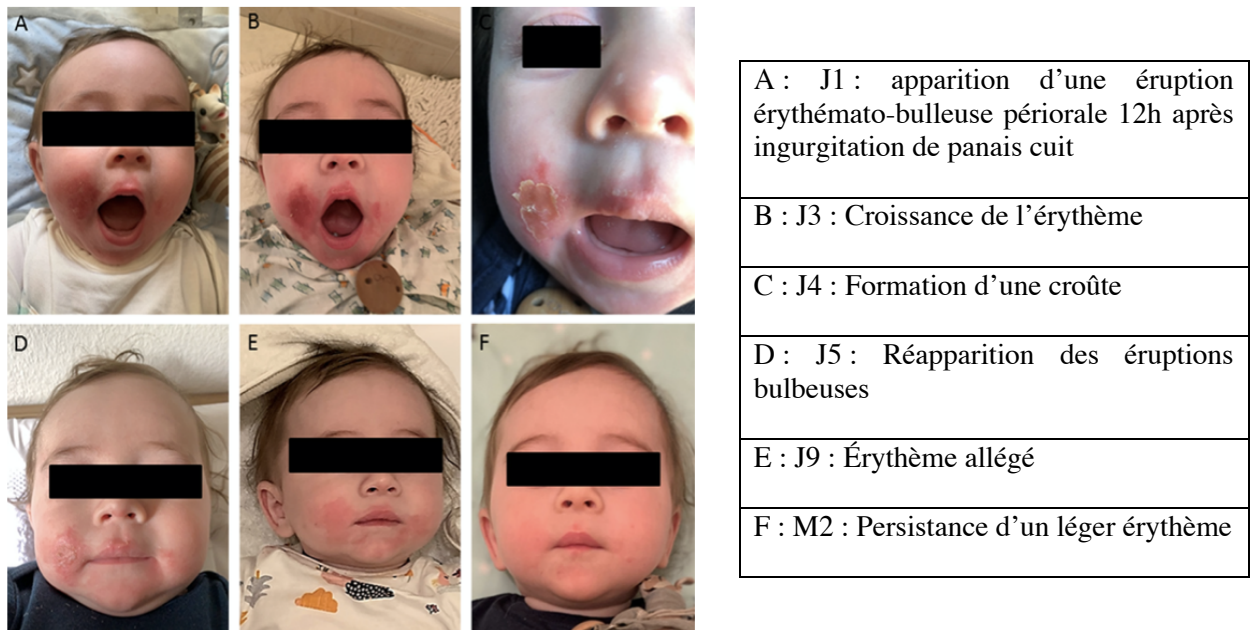 A
B
C
D
E
F
A : J1 : apparition d’une éruption
érythémato-bulleuse périorale 12h après
ingurgitation de panais cuit
B : J3 : Croissance de l’érythème
C : J4 : Formation d’une croûte
D : J5 : Réapparition des éruptions
bulbeuses
E : J9 : Érythème allégé
F : M2 : Persistance d’un léger érythème